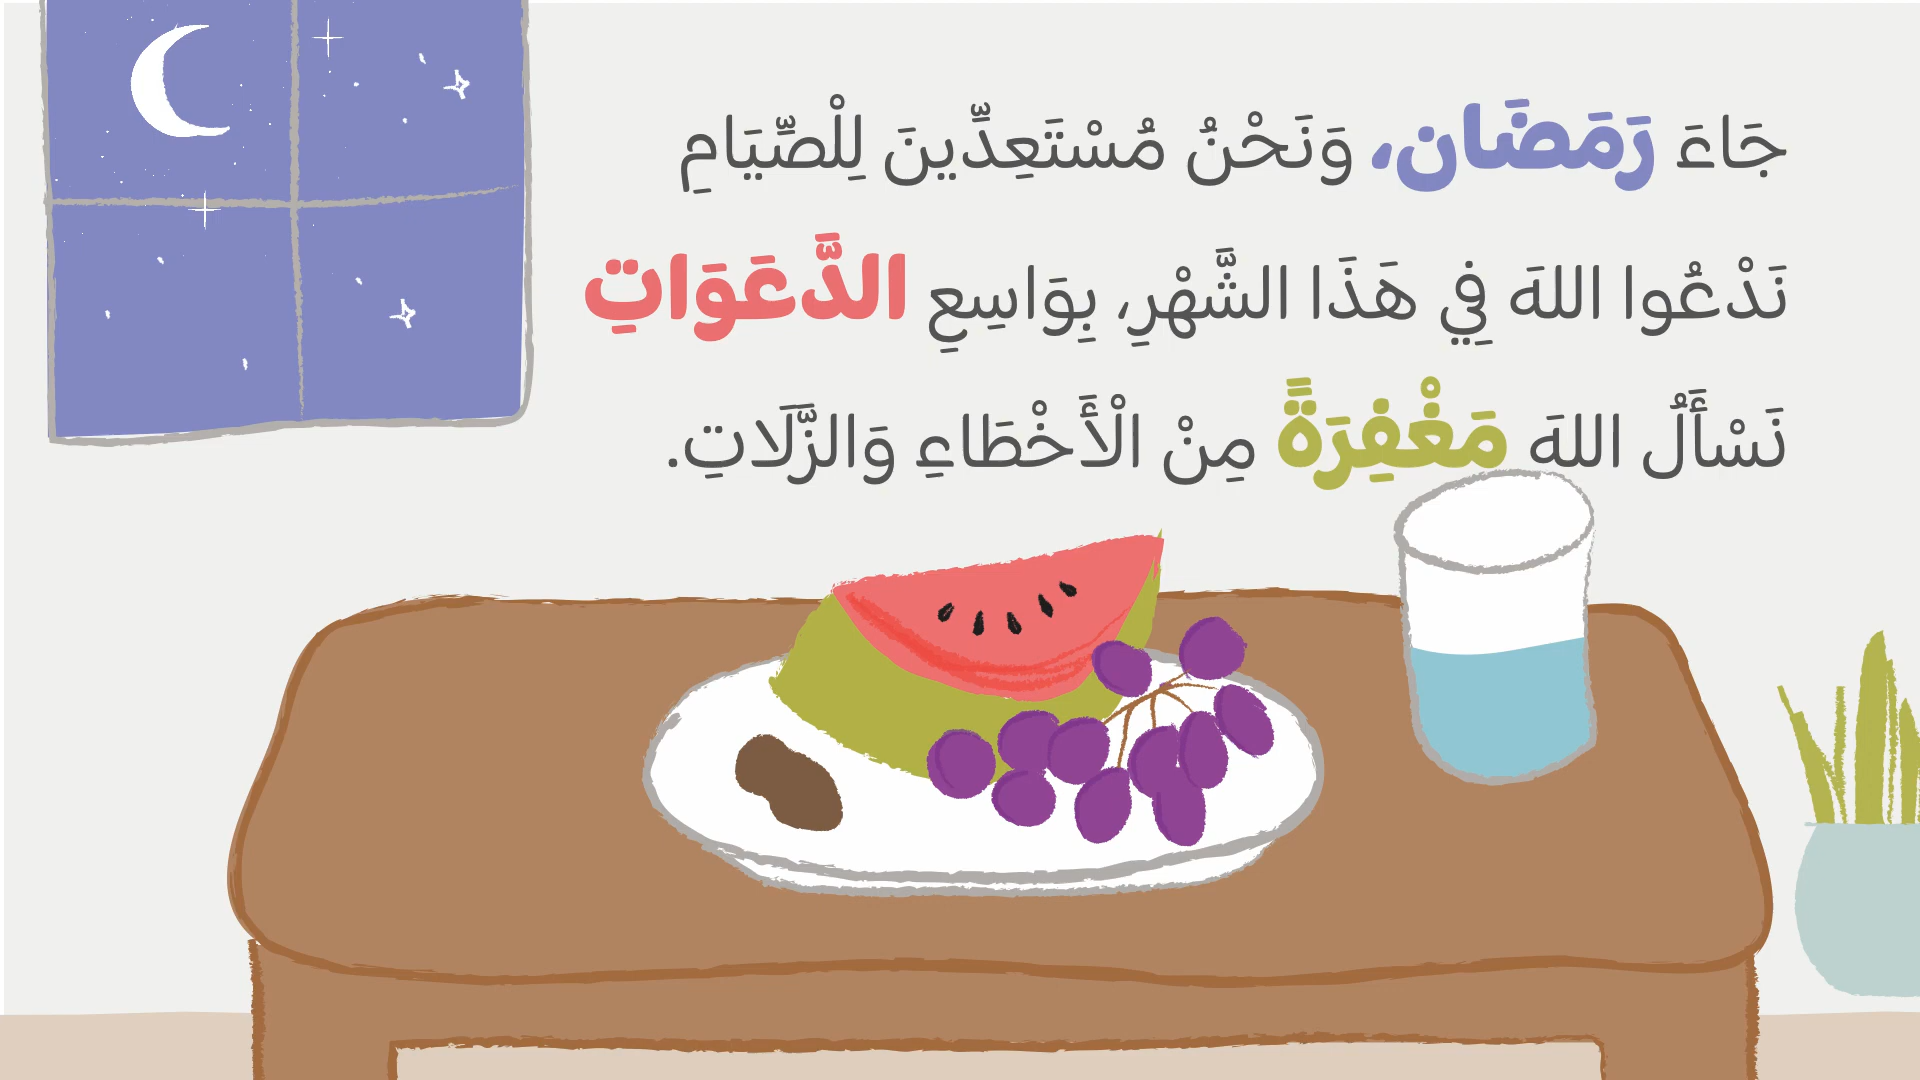 جَاءَ رَمَضَان، وَنَحْنُ مُسْتَعِدِّينَ لِلْصِّيَامِ
نَدْعُوا اللهَ فِي هَذَا الشَّهْرِ، بِوَاسِعِ الدَّعَوَاتِ
نَسْأَلُ اللهَ مَغْفِرَةً مِنْ الْأَخْطَاءِ وَالزَّلَاتِ.